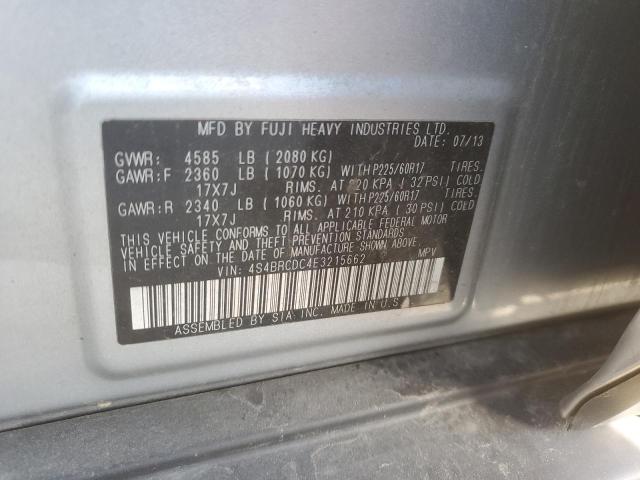 MFD BY FUJI HEAVY INDUSTRIES LTD.
DATE: 07/13
GVWR: 4585 LB ( 2080 KG)
GAWR:F 2360 LB ( 1070 KG) WITH P225/60R17 TIRES.
17X7J RIMS. AT 220 KPA ( 32 PSI) COLD
GAWR:R 2340 LB ( 1060 KG) WITH P225/60R17 TIRES.
17X7J RIMS. AT 210 KPA ( 30 PSI) COLD
THIS VEHICLE CONFORMS TO ALL APPLICABLE FEDERAL MOTOR
VEHICLE SAFETY AND THEFT PREVENTION STANDARDS
IN EFFECT ON THE DATE OF MANUFACTURE SHOWN ABOVE.
VIN: 4S4BRCDC4E3215662 MPV
ASSEMBLED BY SIA INC. MADE IN U.S.A